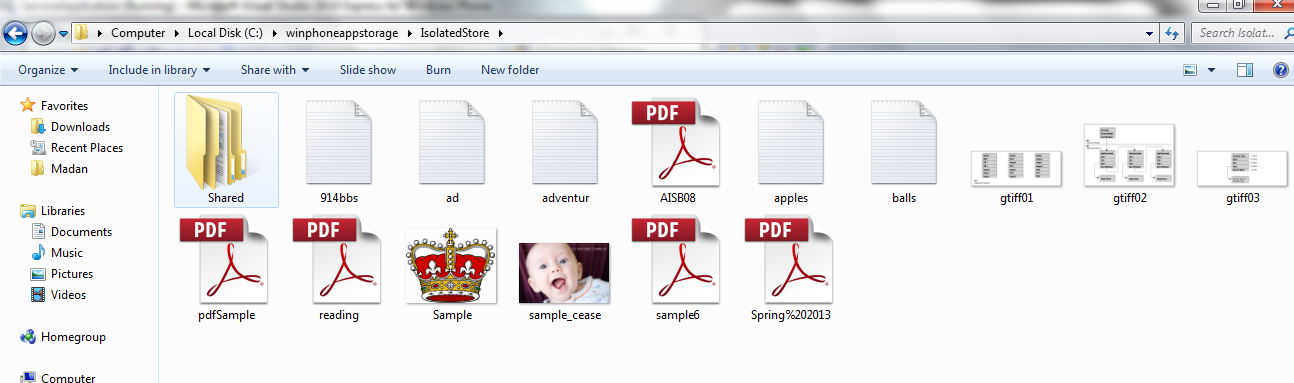 Computer ▸ Local Disk (C:) ▸ winphoneappstorage ▸ IsolatedStore ▸
Search Isolat...
Organize Include in library Share with Slide show Burn New folder
Favorites
Downloads
Recent Places
Madan
Libraries
Documents
Music
Pictures
Videos
Homegroup
Computer
Shared 914bbs ad adventur AISB08 apples balls gtiff01 gtiff02 gtiff03
PDF
PDF PDF PDF PDF
pdfSample reading Sample sample_cease sample6 Spring%202013